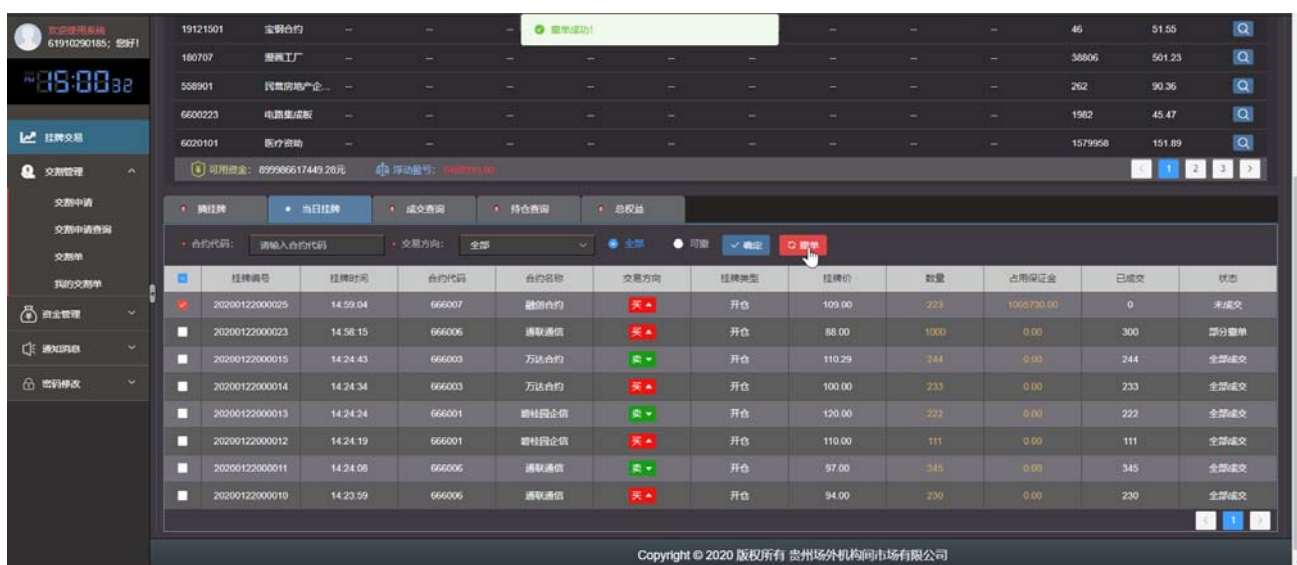 欢迎使用系统
61910290185; 您好!
PM 15:00 32
挂牌交易
交割管理
交割申请
交割申请查询
交割单
我的交割单
资金管理
通知消息
密码修改
撤单成功!
19121501 宝钢合约 -- -- -- -- -- -- 46 51.55
180707 漫画工厂 -- -- -- -- -- -- -- 38806 501.23
558901 民营房地产企... -- -- -- -- -- -- -- 262 90.36
6600223 电路集成板 -- -- -- -- -- -- -- 1982 45.47
6020101 医疗资助 -- -- -- -- -- -- -- 1579958 151.89
可用资金: 899986617449.28元 浮动盈亏:
1 2 3
摘挂牌 当日挂牌 成交查询 持仓查询 总权益
合约代码: 请输入合约代码 交易方向: 全部 全部 可撤 确定 撤单
挂牌编号 挂牌时间 合约代码 合约名称 交易方向 挂牌类型 挂牌价 数量 占用保证金 已成交 状态
20200122000025 14:59:04 666007 融创合约 买 开仓 109.00 223 1005730.00 0 未成交
20200122000023 14:58:15 666006 通联通信 买 开仓 88.00 1000 0.00 300 部分撤单
20200122000015 14:24:43 666003 万达合约 卖 开仓 110.29 244 0.00 244 全部成交
20200122000014 14:24:34 666003 万达合约 买 开仓 100.00 233 0.00 233 全部成交
20200122000013 14:24:24 666001 碧桂园企信 卖 开仓 120.00 222 0.00 222 全部成交
20200122000012 14:24:19 666001 碧桂园企信 买 开仓 110.00 111 0.00 111 全部成交
20200122000011 14:24:08 666006 通联通信 卖 开仓 97.00 345 0.00 345 全部成交
20200122000010 14:23:59 666006 通联通信 买 开仓 94.00 230 0.00 230 全部成交
1
Copyright © 2020 版权所有 贵州场外机构间市场有限公司